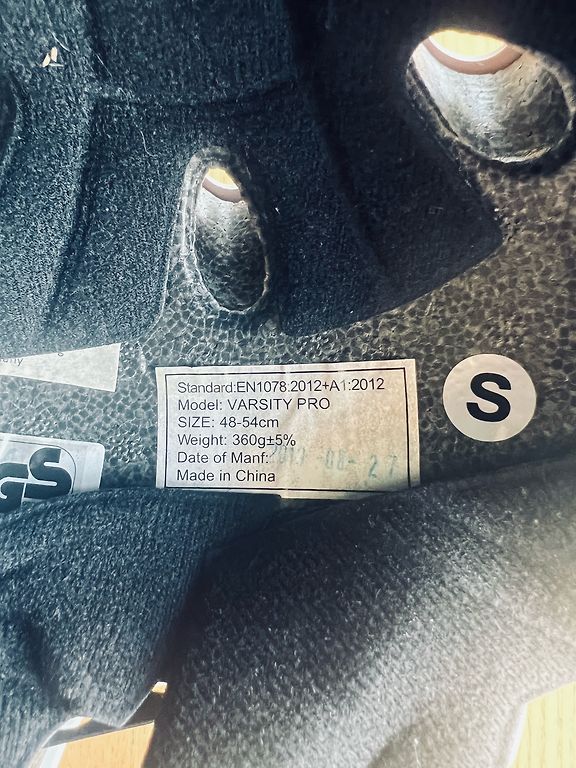 Standard:EN1078:2012+A1:2012
Model: VARSITY PRO
SIZE: 48-54cm
Weight: 360g±5%
Date of Manf:
Made in China
S
GS